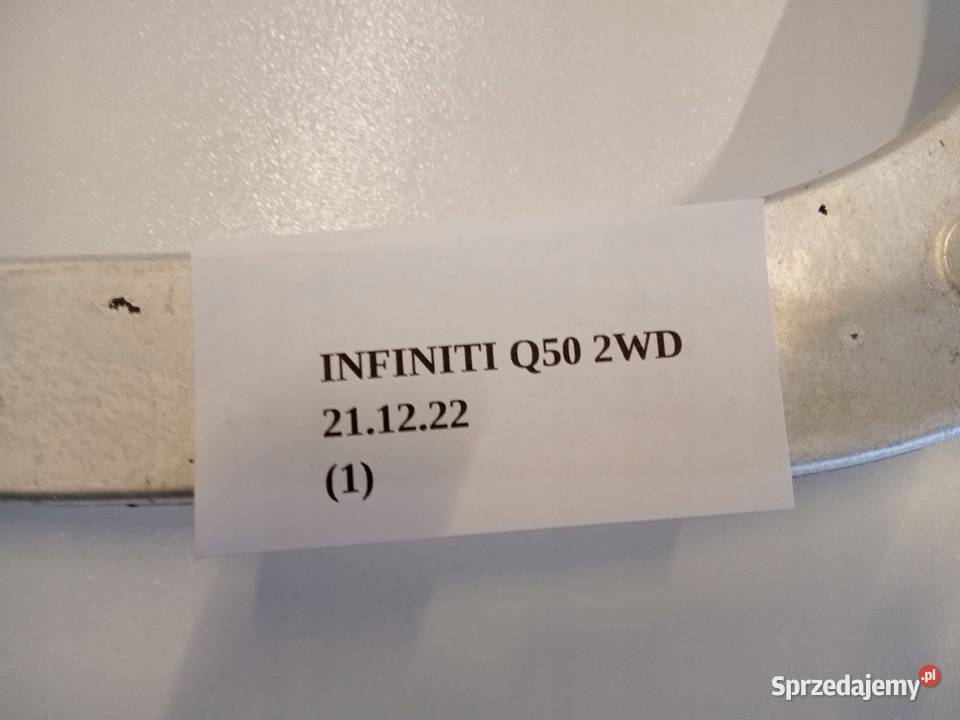 INFINITI Q50 2WD
21.12.22
(1)
Sprzedajemy.pl